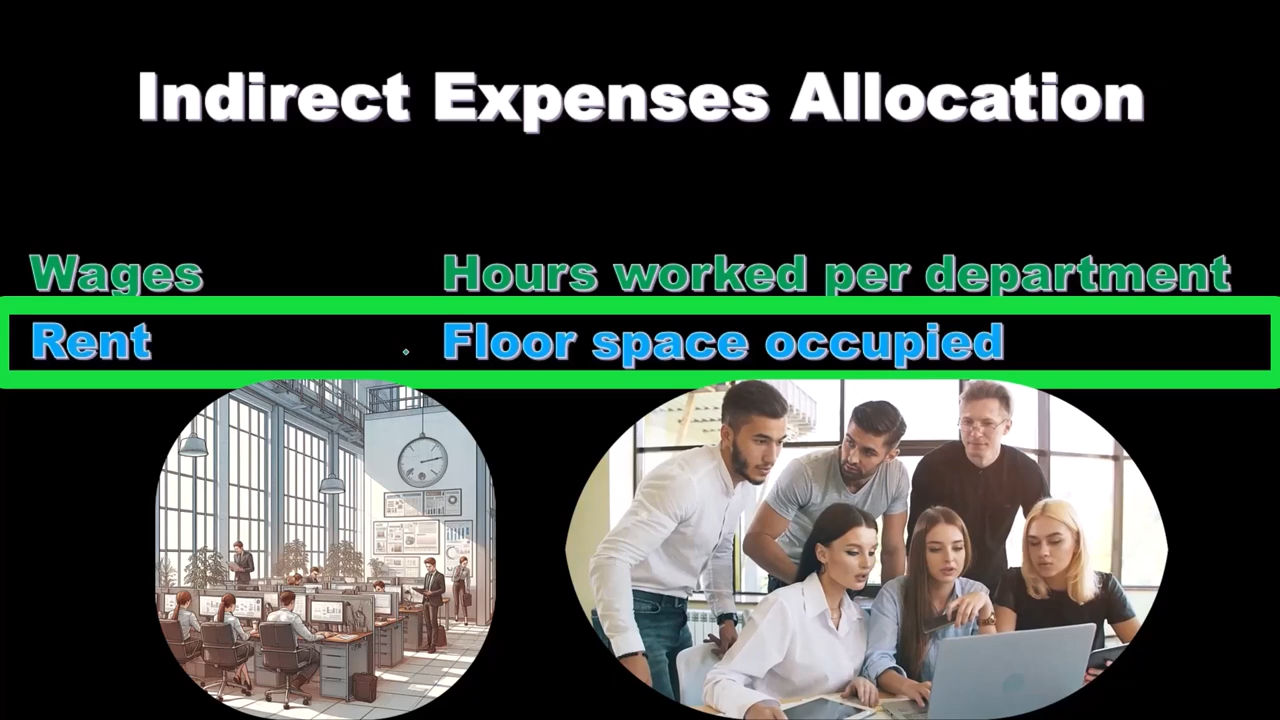 Indirect Expenses Allocation
Wages Hours worked per department
Rent Floor space occupied